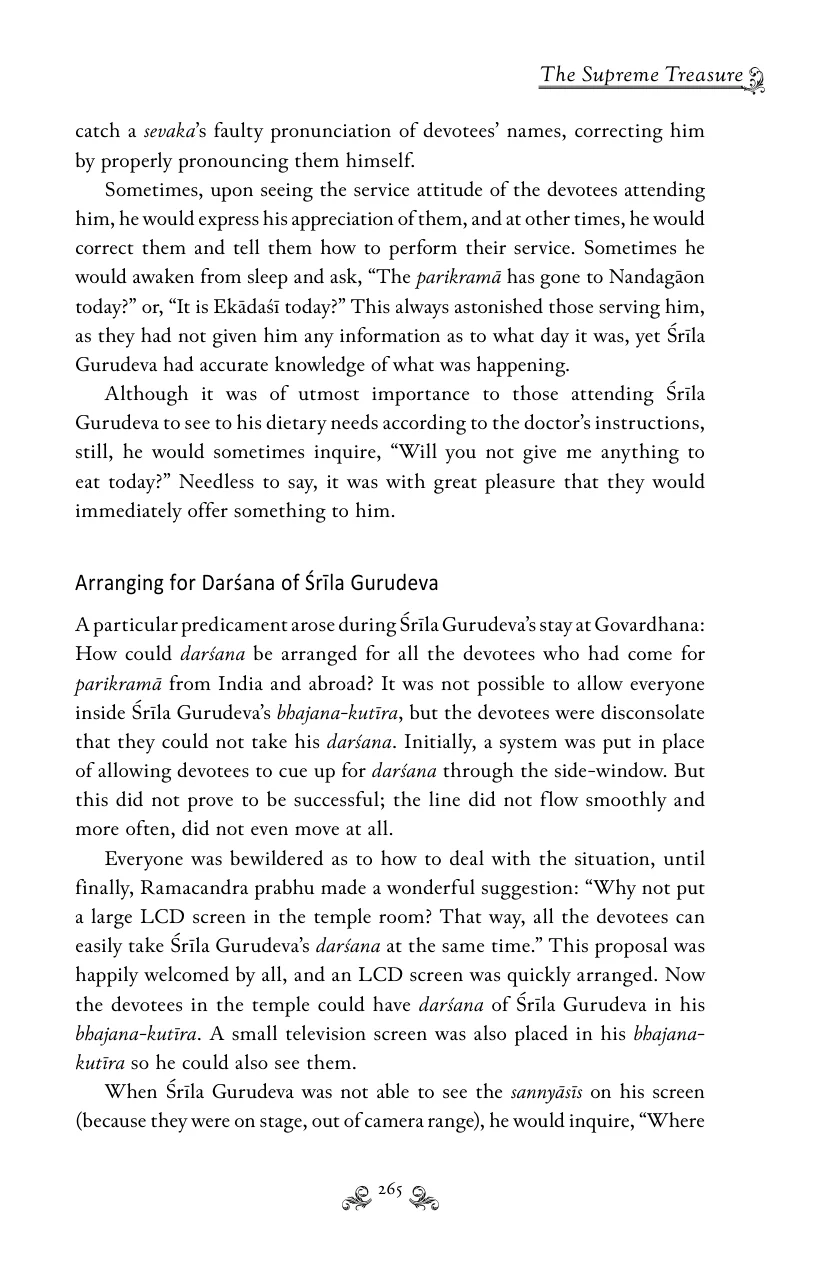 The Supreme Treasure
catch a sevaka’s faulty pronunciation of devotees’ names, correcting him
by properly pronouncing them himself.
Sometimes, upon seeing the service attitude of the devotees attending
him, he would express his appreciation of them, and at other times, he would
correct them and tell them how to perform their service. Sometimes he
would awaken from sleep and ask, “The parikramā has gone to Nandagāon
today?” or, “It is Ekādaśī today?” This always astonished those serving him,
as they had not given him any information as to what day it was, yet Śrīla
Gurudeva had accurate knowledge of what was happening.
Although it was of utmost importance to those attending Śrīla
Gurudeva to see to his dietary needs according to the doctor’s instructions,
still, he would sometimes inquire, “Will you not give me anything to
eat today?” Needless to say, it was with great pleasure that they would
immediately offer something to him.
Arranging for Darśana of Śrīla Gurudeva
A particular predicament arose during Śrīla Gurudeva’s stay at Govardhana:
How could darśana be arranged for all the devotees who had come for
parikramā from India and abroad? It was not possible to allow everyone
inside Śrīla Gurudeva’s bhajana-kutīra, but the devotees were disconsolate
that they could not take his darśana. Initially, a system was put in place
of allowing devotees to cue up for darśana through the side-window. But
this did not prove to be successful; the line did not flow smoothly and
more often, did not even move at all.
Everyone was bewildered as to how to deal with the situation, until
finally, Ramacandra prabhu made a wonderful suggestion: “Why not put
a large LCD screen in the temple room? That way, all the devotees can
easily take Śrīla Gurudeva’s darśana at the same time.” This proposal was
happily welcomed by all, and an LCD screen was quickly arranged. Now
the devotees in the temple could have darśana of Śrīla Gurudeva in his
bhajana-kutīra. A small television screen was also placed in his bhajana-
kutīra so he could also see them.
When Śrīla Gurudeva was not able to see the sannyāsīs on his screen
(because they were on stage, out of camera range), he would inquire, “Where
265